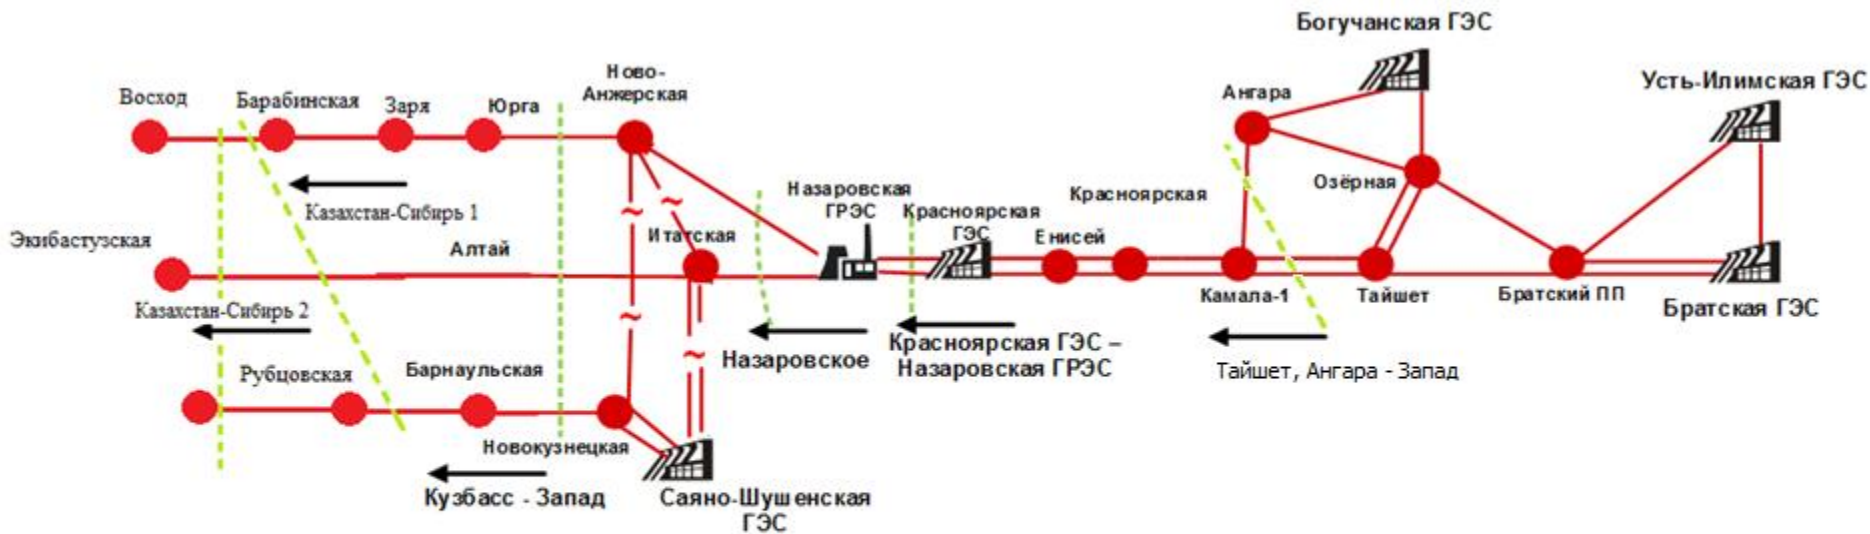 Богучанская ГЭС
Усть-Илимская ГЭС
Ново-
Анжерская
Восход
Барабинская
Заря
Юрга
Ангара
Казахстан-Сибирь 1
Назаровская
ГРЭС
Красноярская
ГЭС
Красноярская
Озёрная
Экибастузская
Алтай
Итатская
Енисей
Казахстан-Сибирь 2
Камала-1
Тайшет
Братский ПП
Братская ГЭС
Назаровское
Красноярская ГЭС –
Назаровская ГРЭС
Тайшет, Ангара - Запад
Рубцовская
Барнаульская
Новокузнецкая
Кузбасс - Запад
Саяно-Шушенская
ГЭС